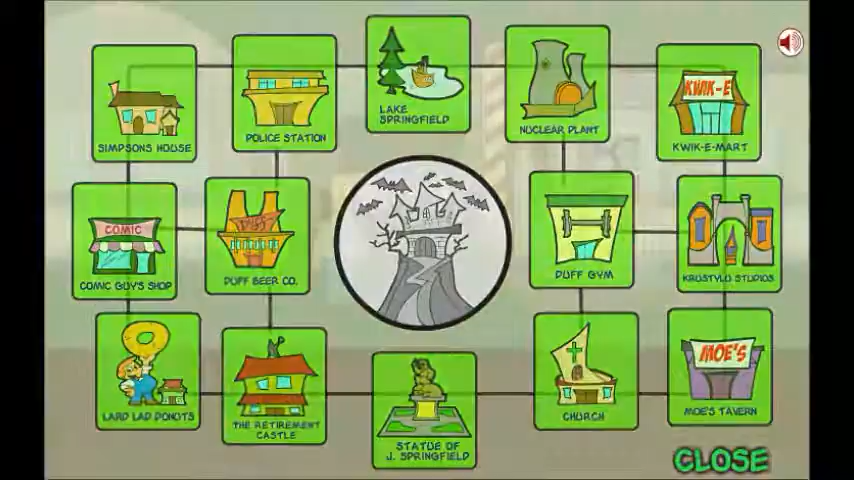 LAKE
SPRINGFIELD
SIMPSONS HOUSE
POLICE STATION
NUCLEAR PLANT
KWIK-E
KWIK-E-MART
COMIC
COMIC GUY'S SHOP
DUFF
DUFF BEER CO.
DUFF GYM
KRUSTYLU STUDIOS
LARD LAD DONUTS
THE RETIREMENT
CASTLE
STATUE OF
J. SPRINGFIELD
CHURCH
MOE'S
MOE'S TAVERN
CLOSE